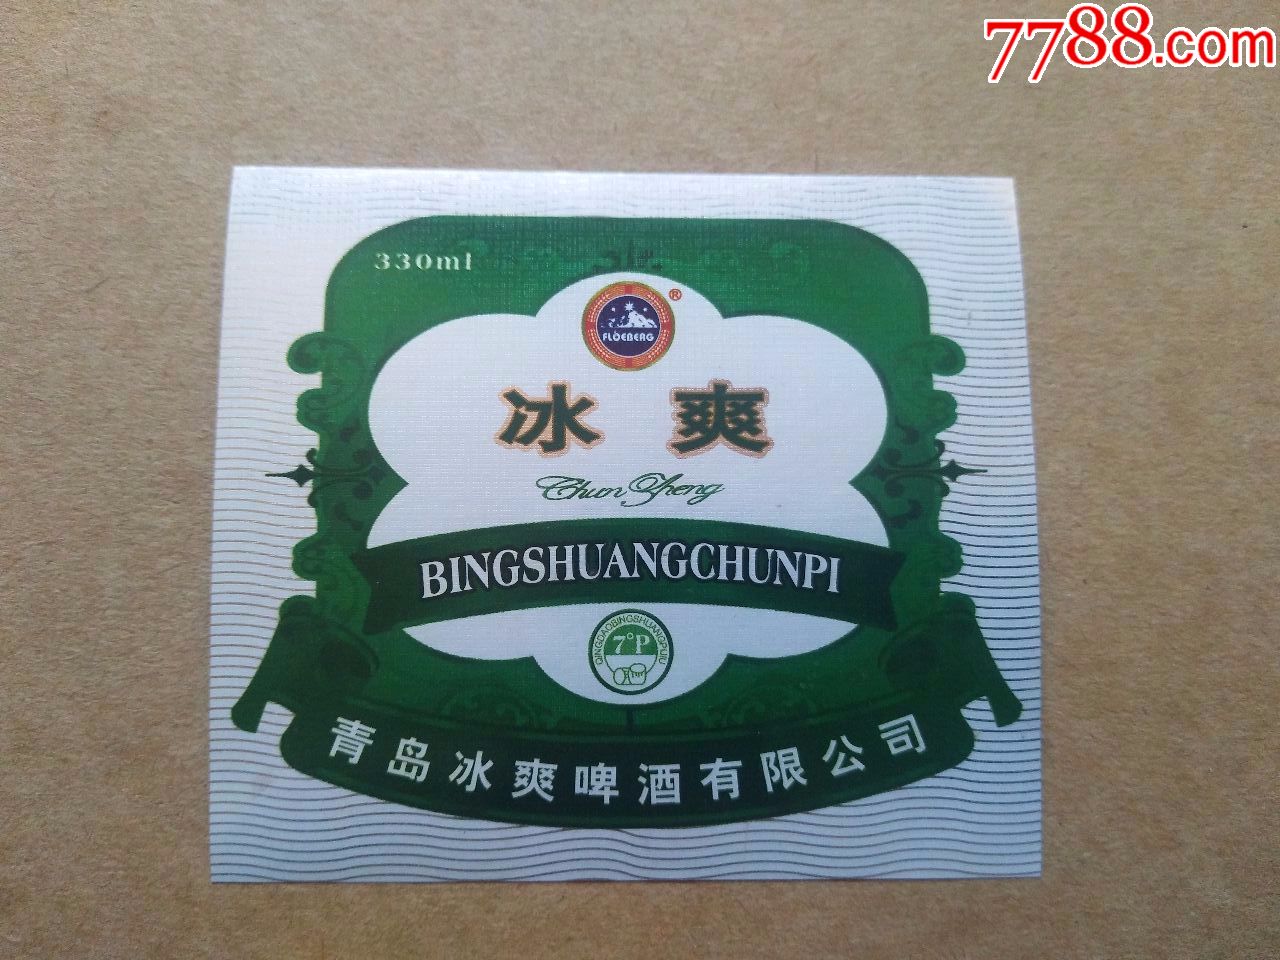 7788.com
330ml
®
FLOEBERG
冰爽
Chun Sheng
BINGSHUANGCHUNPI
QINGDAOBINGSHUANGPIJIU
7°P
青岛冰爽啤酒有限公司